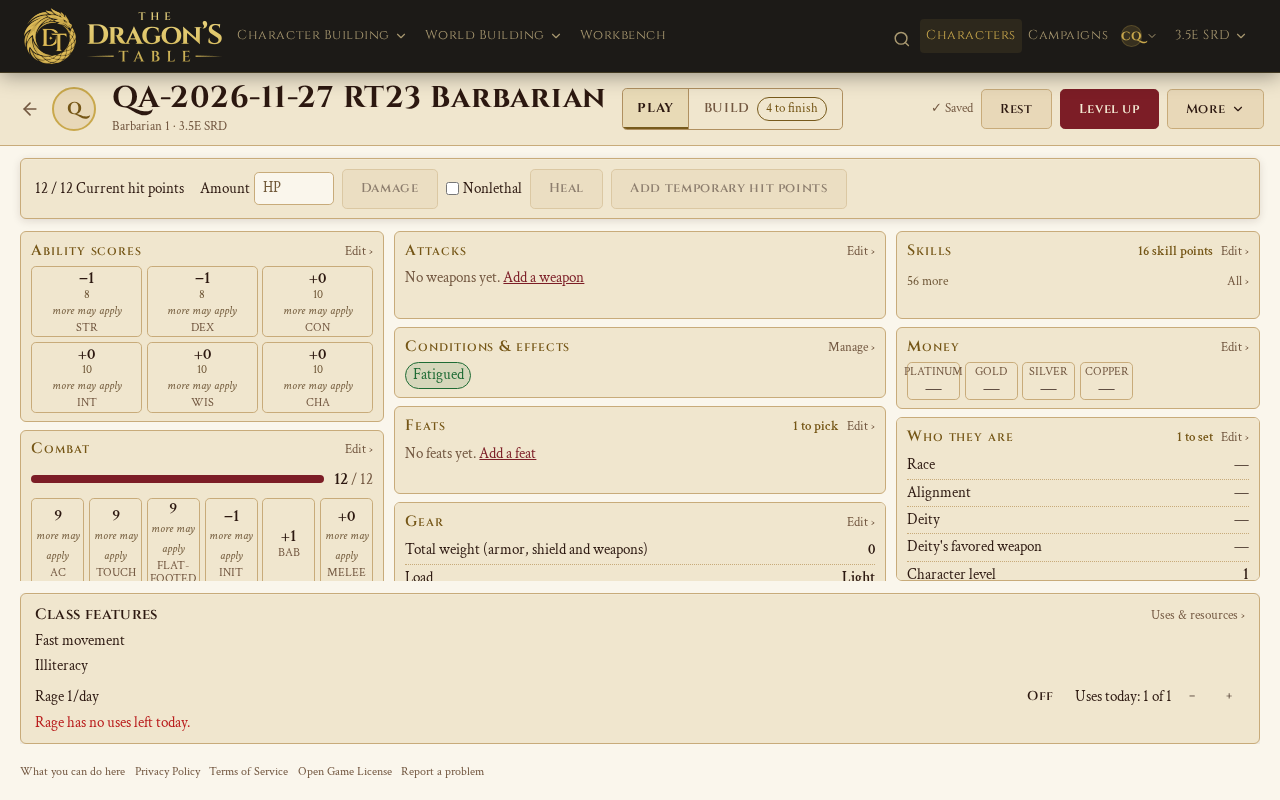 THE
DRAGON'S
TABLE
DT
CHARACTER BUILDING
WORLD BUILDING
WORKBENCH
CHARACTERS
CAMPAIGNS
CQ
3.5E SRD
Q
QA-2026-11-27 RT23 BARBARIAN
Barbarian 1 · 3.5E SRD
PLAY
BUILD 4 to finish
✓ Saved
REST
LEVEL UP
MORE
12 / 12 Current hit points
Amount HP
DAMAGE
Nonlethal
HEAL
ADD TEMPORARY HIT POINTS
ABILITY SCORES
Edit ›
−1
8
more may apply
STR
−1
8
more may apply
DEX
+0
10
more may apply
CON
+0
10
more may apply
INT
+0
10
more may apply
WIS
+0
10
more may apply
CHA
COMBAT
Edit ›
12 / 12
9
more may
apply
AC
9
more may
apply
TOUCH
9
more may
apply
FLAT-
FOOTED
−1
more may
apply
INIT
+1
BAB
+0
more may
apply
MELEE
ATTACKS
Edit ›
No weapons yet. Add a weapon
CONDITIONS & EFFECTS
Manage ›
Fatigued
FEATS
1 to pick Edit ›
No feats yet. Add a feat
GEAR
Edit ›
Total weight (armor, shield and weapons) 0
Load Light
SKILLS
16 skill points Edit ›
56 more
All ›
MONEY
Edit ›
PLATINUM
—
GOLD
—
SILVER
—
COPPER
—
WHO THEY ARE
1 to set Edit ›
Race —
Alignment —
Deity —
Deity's favored weapon —
Character level 1
CLASS FEATURES
Uses & resources ›
Fast movement
Illiteracy
Rage 1/day
OFF
Uses today: 1 of 1 − +
Rage has no uses left today.
What you can do here Privacy Policy Terms of Service Open Game License Report a problem